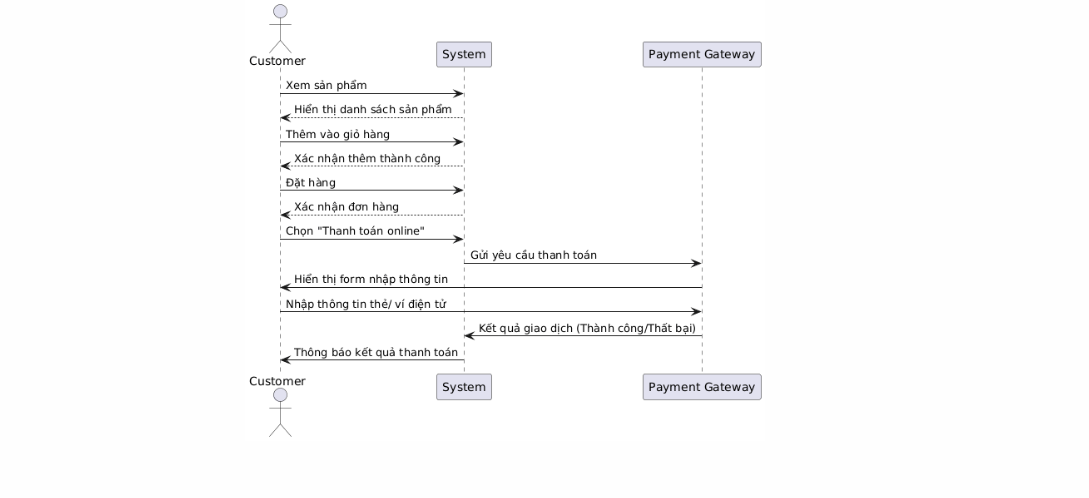 Customer
System
Payment Gateway
Xem sản phẩm
Hiển thị danh sách sản phẩm
Thêm vào giỏ hàng
Xác nhận thêm thành công
Đặt hàng
Xác nhận đơn hàng
Chọn "Thanh toán online"
Gửi yêu cầu thanh toán
Hiển thị form nhập thông tin
Nhập thông tin thẻ/ ví điện tử
Kết quả giao dịch (Thành công/Thất bại)
Thông báo kết quả thanh toán
Customer
System
Payment Gateway